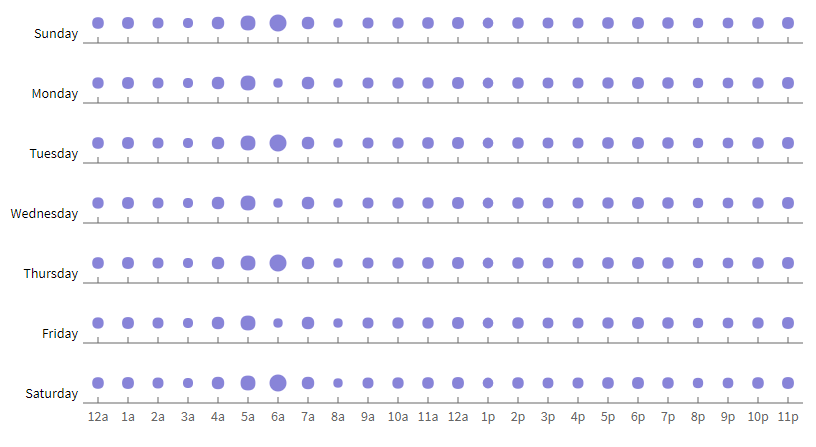 Sunday
Monday
Tuesday
Wednesday
Thursday
Friday
Saturday
12a 1a 2a 3a 4a 5a 6a 7a 8a 9a 10a 11a 12a 1p 2p 3p 4p 5p 6p 7p 8p 9p 10p 11p